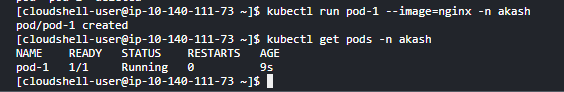 [cloudshell-user@ip-10-140-111-73 ~]$ kubectl run pod-1 --image=nginx -n akash
pod/pod-1 created
[cloudshell-user@ip-10-140-111-73 ~]$ kubectl get pods -n akash
NAME READY STATUS RESTARTS AGE
pod-1 1/1 Running 0 9s
[cloudshell-user@ip-10-140-111-73 ~]$